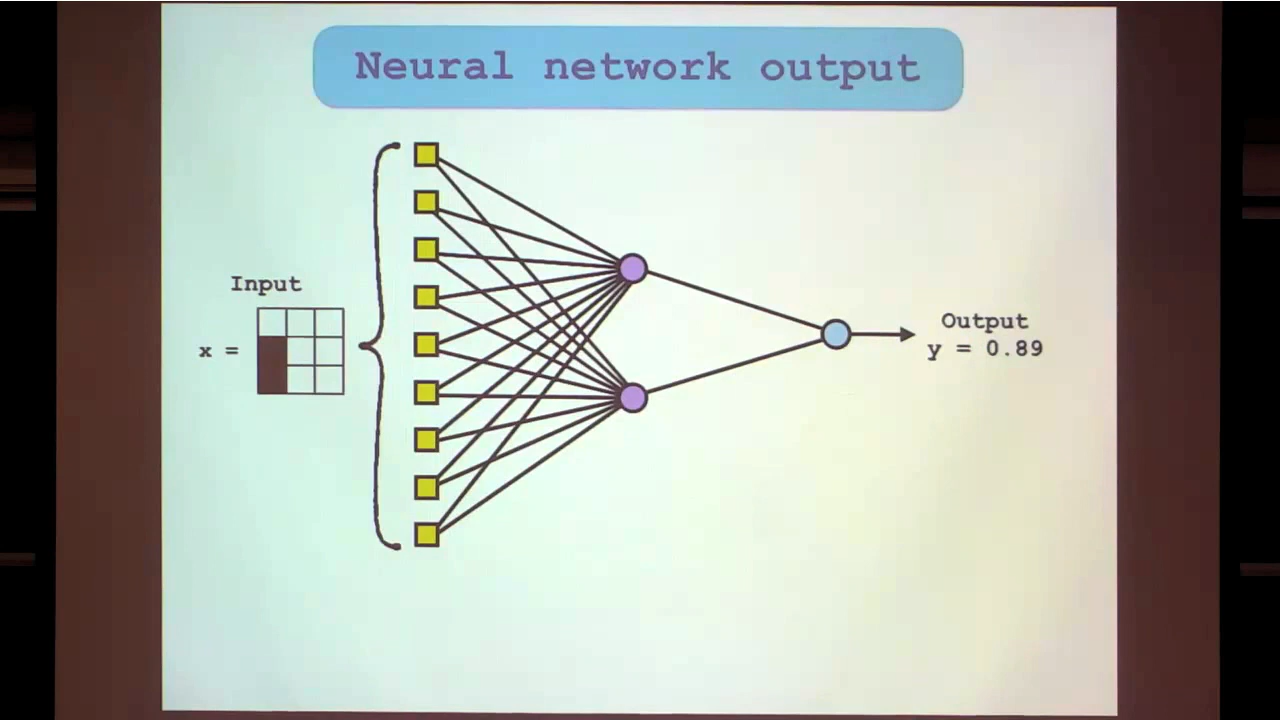 Neural network output
Input
x =
Output
y = 0.89